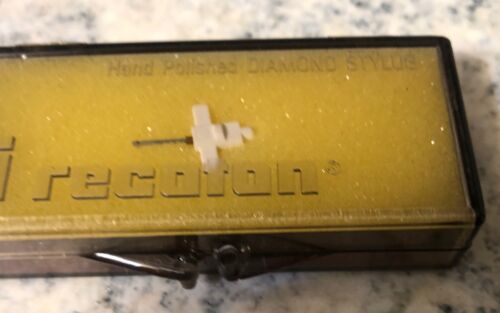 Hand Polished DIAMOND STYLUS
recoton®